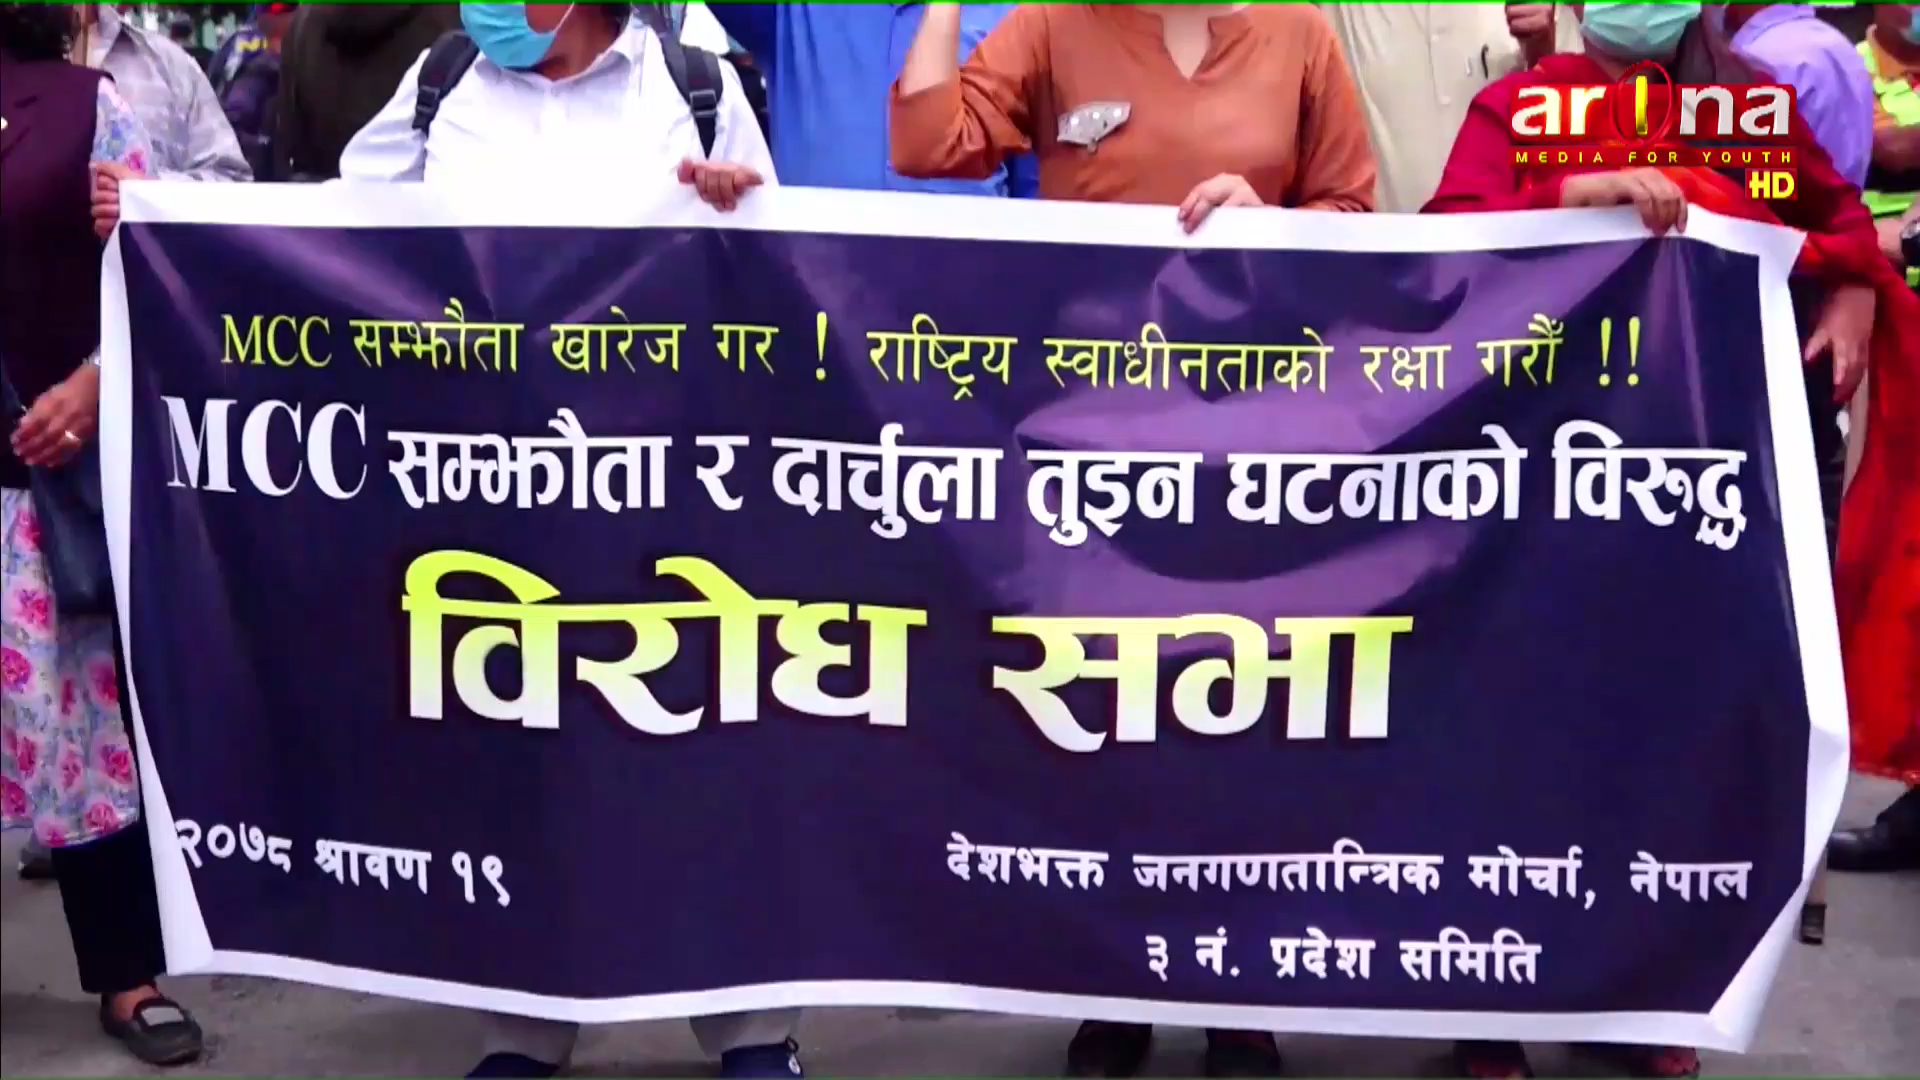 arina
MEDIA FOR YOUTH
HD
MCC सम्झौता खारेज गर ! राष्ट्रिय स्वाधीनताको रक्षा गरौँ !!
MCC सम्झौता र दार्चुला तुइन घटनाको विरूद्ध
विरोध सभा
२०७८ श्रावण १९
देशभक्त जनगणतान्त्रिक मोर्चा, नेपाल
३ नं. प्रदेश समिति